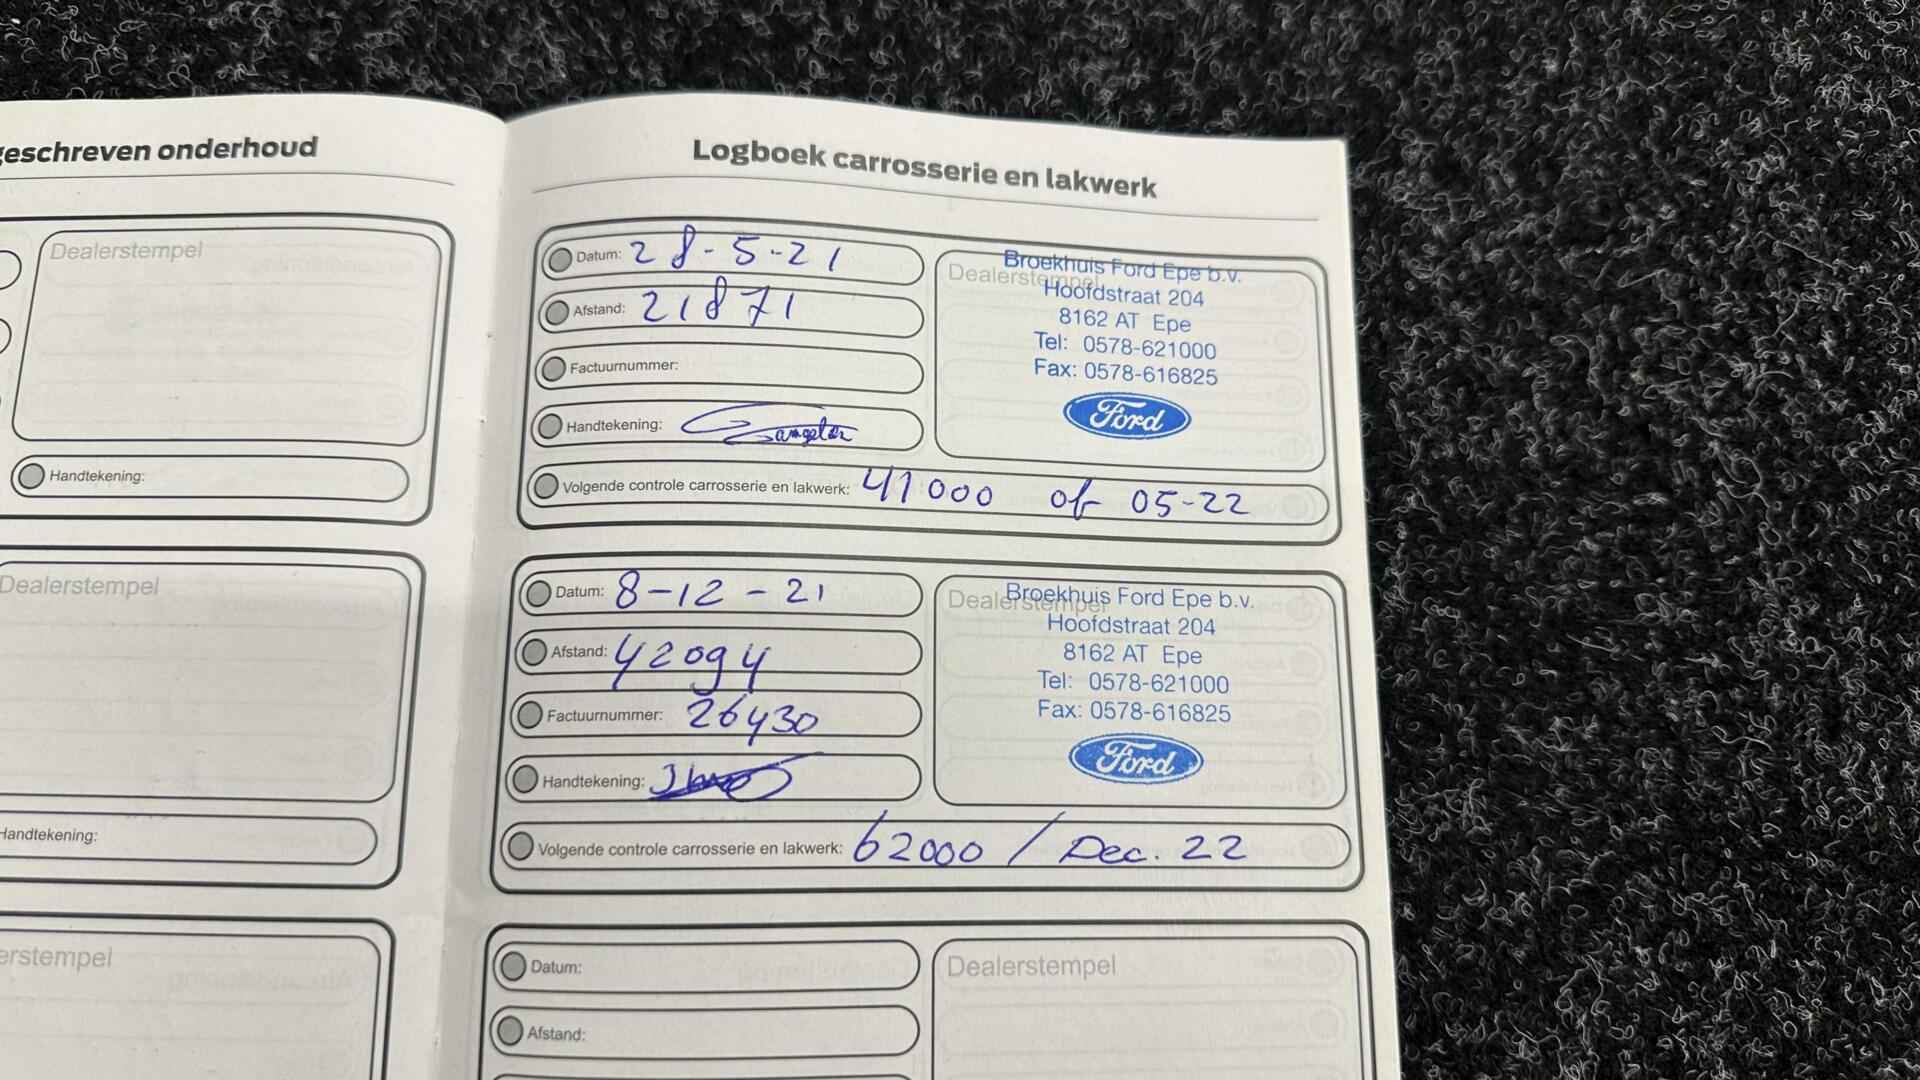 geschreven onderhoud
Dealerstempel
Handtekening:
Dealerstempel
Handtekening:
erstempel
Logboek carrosserie en lakwerk
Datum: 28-5-21
Afstand: 21871
Factuurnummer:
Handtekening:
Dealerstempel
Broekhuis Ford Epe b.v.
Hoofdstraat 204
8162 AT Epe
Tel: 0578-621000
Fax: 0578-616825
Ford
Volgende controle carrosserie en lakwerk: 41000 of 05-22
Datum: 8-12-21
Afstand: 42094
Factuurnummer: 26430
Handtekening:
Dealerstempel
Broekhuis Ford Epe b.v.
Hoofdstraat 204
8162 AT Epe
Tel: 0578-621000
Fax: 0578-616825
Ford
Volgende controle carrosserie en lakwerk: 62000 / Dec. 22
Datum:
Afstand:
Dealerstempel